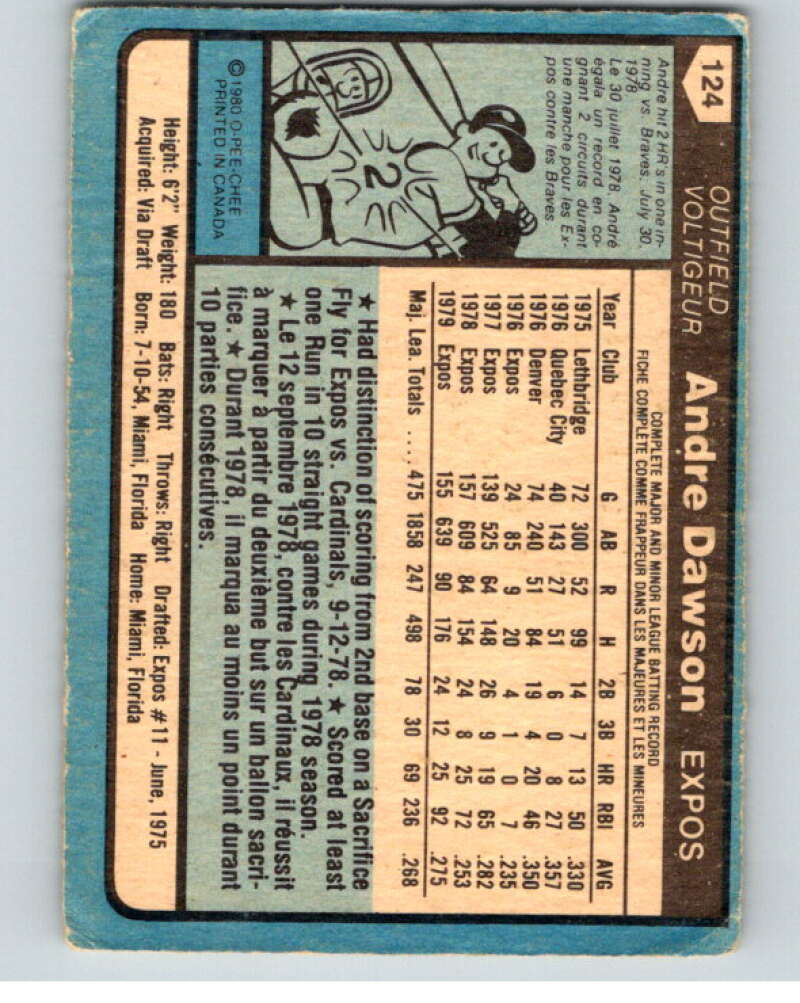 124
OUTFIELD
VOLTIGEUR
Andre Dawson EXPOS
Andre hit 2 HR's in one in-
ning vs. Braves, July 30,
1978.
Le 30 juillet 1978, André
égala un record en co-
gnant 2 circuits durant
une manche pour les Ex-
pos contre les Braves
2
© 1980 O-PEE-CHEE
PRINTED IN CANADA
COMPLETE MAJOR AND MINOR LEAGUE BATTING RECORD
FICHE COMPLÈTE COMME FRAPPEUR DANS LES MAJEURES ET LES MINEURES
Year Club G AB R H 2B 3B HR RBI AVG
1975 Lethbridge 72 300 52 99 14 7 13 50 .330
1976 Quebec City 40 143 27 51 6 0 8 27 .357
1976 Denver 74 240 51 84 19 4 20 46 .350
1976 Expos 24 85 9 20 4 1 0 7 .235
1977 Expos 139 525 64 148 26 9 19 65 .282
1978 Expos 157 609 84 154 24 8 25 72 .253
1979 Expos 155 639 90 176 24 12 25 92 .275
Maj. Lea. Totals .... 475 1858 247 498 78 30 69 236 .268
★ Had distinction of scoring from 2nd base on a Sacrifice
Fly for Expos vs. Cardinals, 9-12-78. ★ Scored at least
one Run in 10 straight games during 1978 season.
★ Le 12 septembre 1978, contre les Cardinaux, il réussit
à marquer à partir du deuxième but sur un ballon sacri-
fice. ★ Durant 1978, il marqua au moins un point durant
10 parties consécutives.
Height: 6'2" Weight: 180 Bats: Right Throws: Right Drafted: Expos #11 - June, 1975
Acquired: Via Draft Born: 7-10-54, Miami, Florida Home: Miami, Florida